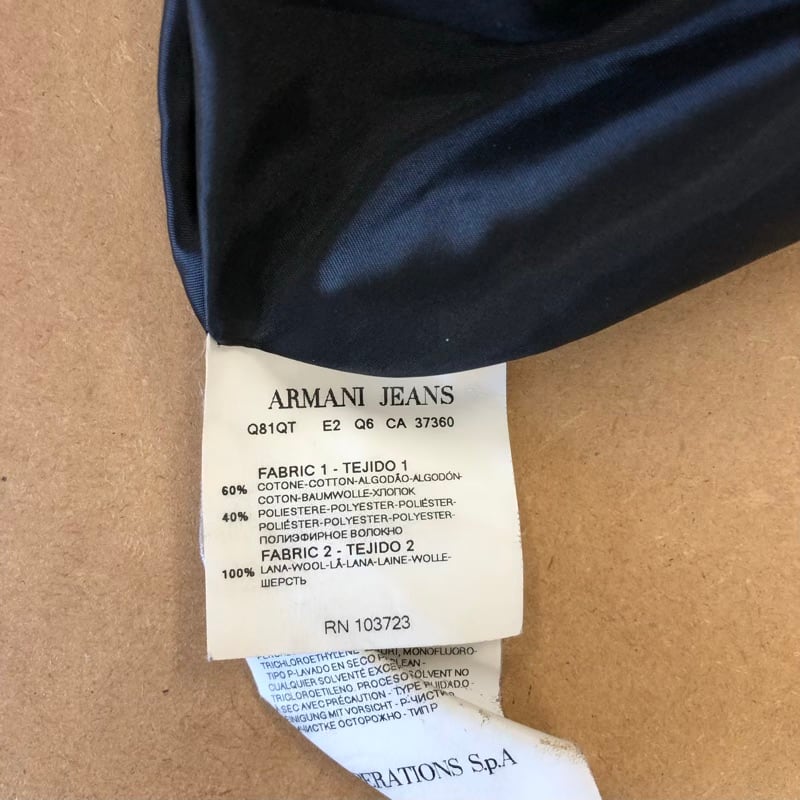 ARMANI JEANS
Q81QT E2 Q6 CA 37360
FABRIC 1 - TEJIDO 1
60% COTONE-COTTON-ALGODÃO-ALGODÓN-
COTON-BAUMWOLLE-ХЛОПОК
40% POLIESTERE-POLYESTER-POLIÉSTER-
POLIÉSTER-POLYESTER-POLYESTER-
ПОЛИЭФИРНОЕ ВОЛОКНО
FABRIC 2 - TEJIDO 2
100% LANA-WOOL-LÃ-LANA-LAINE-WOLLE-
ШЕРСТЬ
RN 103723
MONOFLUORO-
TRICHLOROETHYLENE
TIPO P-LAVADO EN SECO
CUALQUIER SOLVENTE
TRICLOROETILENO. NO
SEC AVEC PRÉCAUTION - TYPE
MIT VORSICHT - P-ЧИСТКА
ОСТОРОЖНО - ТИП P
ERATIONS S.p.A